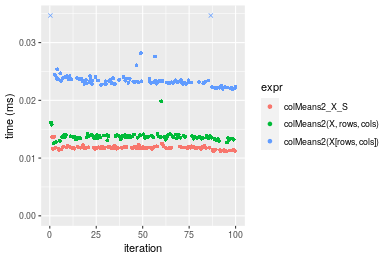 time (ms)
0.03
0.02
0.01
0.00
0
25
50
75
100
iteration
expr
colMeans2_X_S
colMeans2(X, rows, cols)
colMeans2(X[rows, cols])